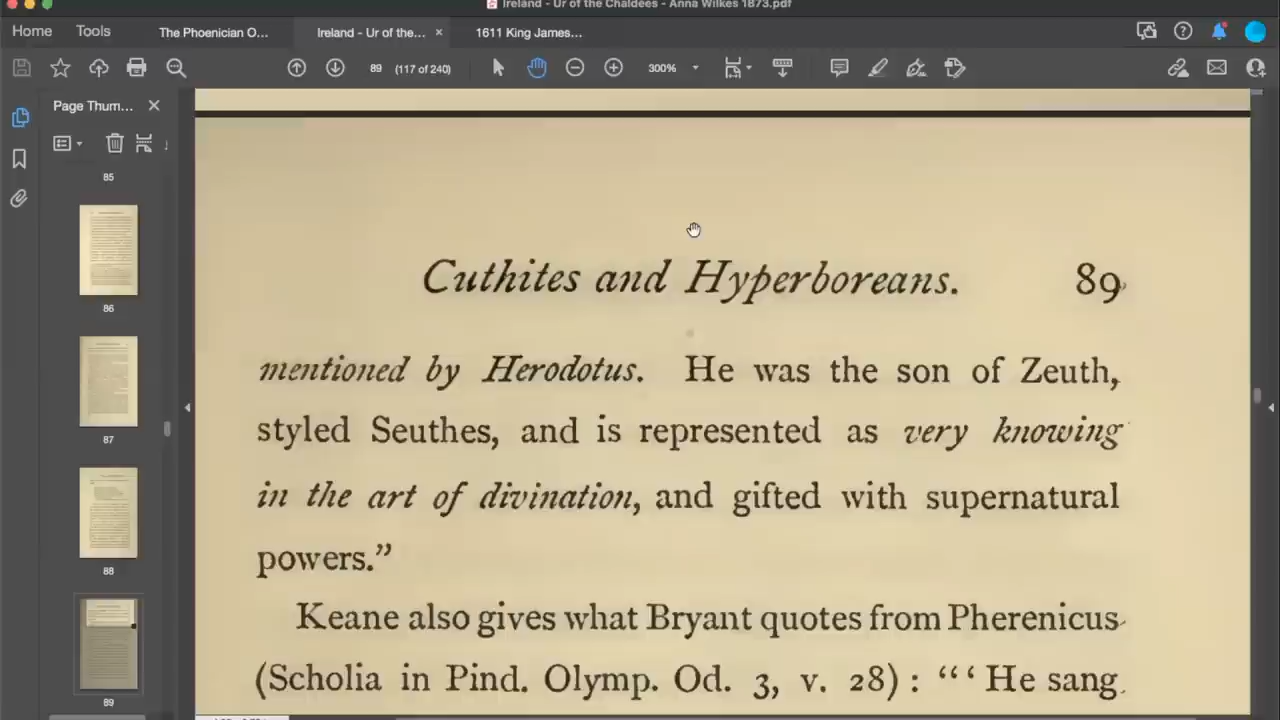 Ireland - Ur of the Chaldees - Anna Wilkes 1873.pdf
Home Tools The Phoenician O... Ireland - Ur of the... × 1611 King James...
89 (117 of 240) 300%
Page Thum...
85
86
87
88
89
Cuthites and Hyperboreans. 89
mentioned by Herodotus. He was the son of Zeuth,
styled Seuthes, and is represented as very knowing
in the art of divination, and gifted with supernatural
powers.”
Keane also gives what Bryant quotes from Pherenicus
(Scholia in Pind. Olymp. Od. 3, v. 28) : “‘ He sang